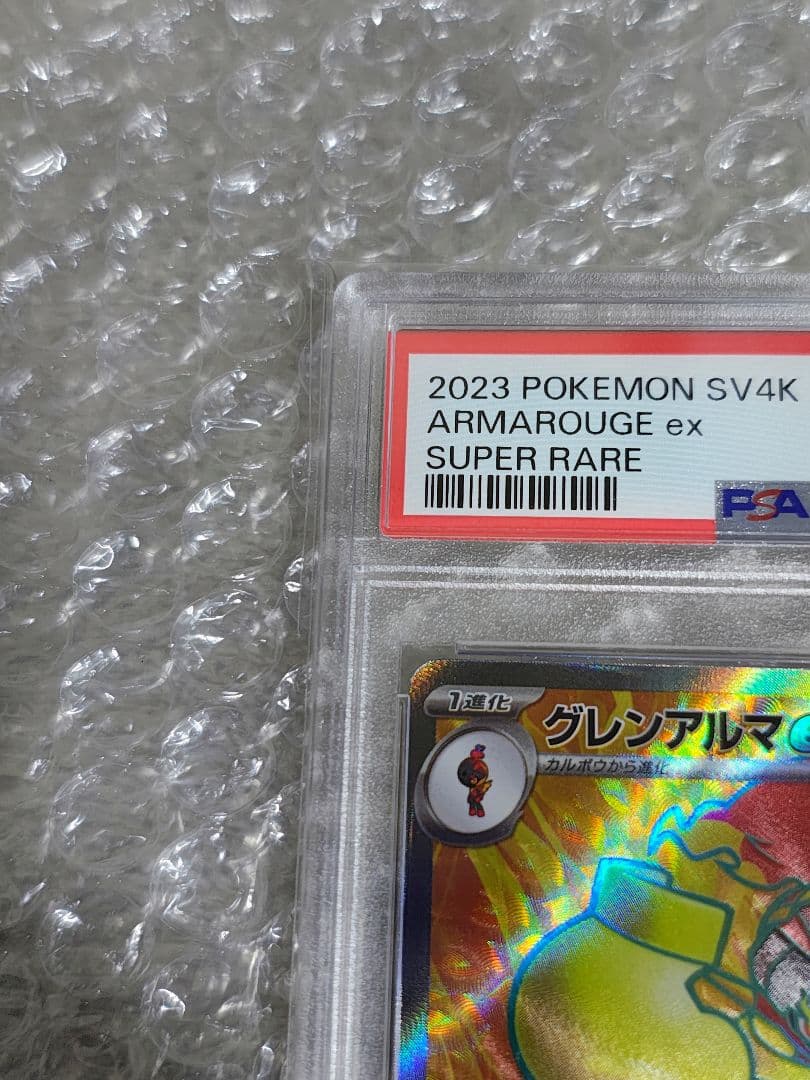 2023 POKEMON SV4K
ARMAROUGE ex
SUPER RARE
PSA
1進化
グレンアルマ
カルボウから進化